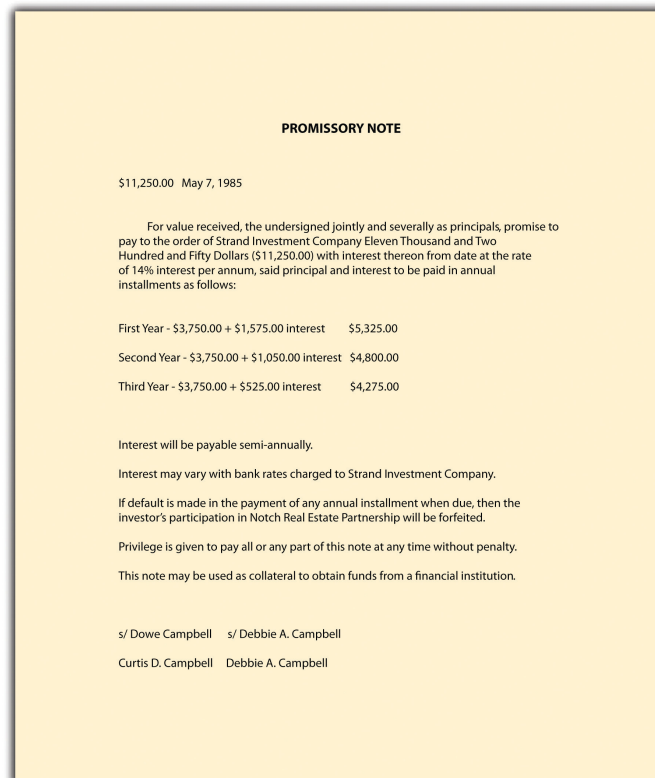 PROMISSORY NOTE
$11,250.00 May 7, 1985
For value received, the undersigned jointly and severally as principals, promise to
pay to the order of Strand Investment Company Eleven Thousand and Two
Hundred and Fifty Dollars ($11,250.00) with interest thereon from date at the rate
of 14% interest per annum, said principal and interest to be paid in annual
installments as follows:
First Year - $3,750.00 + $1,575.00 interest $5,325.00
Second Year - $3,750.00 + $1,050.00 interest $4,800.00
Third Year - $3,750.00 + $525.00 interest $4,275.00
Interest will be payable semi-annually.
Interest may vary with bank rates charged to Strand Investment Company.
If default is made in the payment of any annual installment when due, then the
investor's participation in Notch Real Estate Partnership will be forfeited.
Privilege is given to pay all or any part of this note at any time without penalty.
This note may be used as collateral to obtain funds from a financial institution.
s/ Dowe Campbell s/ Debbie A. Campbell
Curtis D. Campbell Debbie A. Campbell